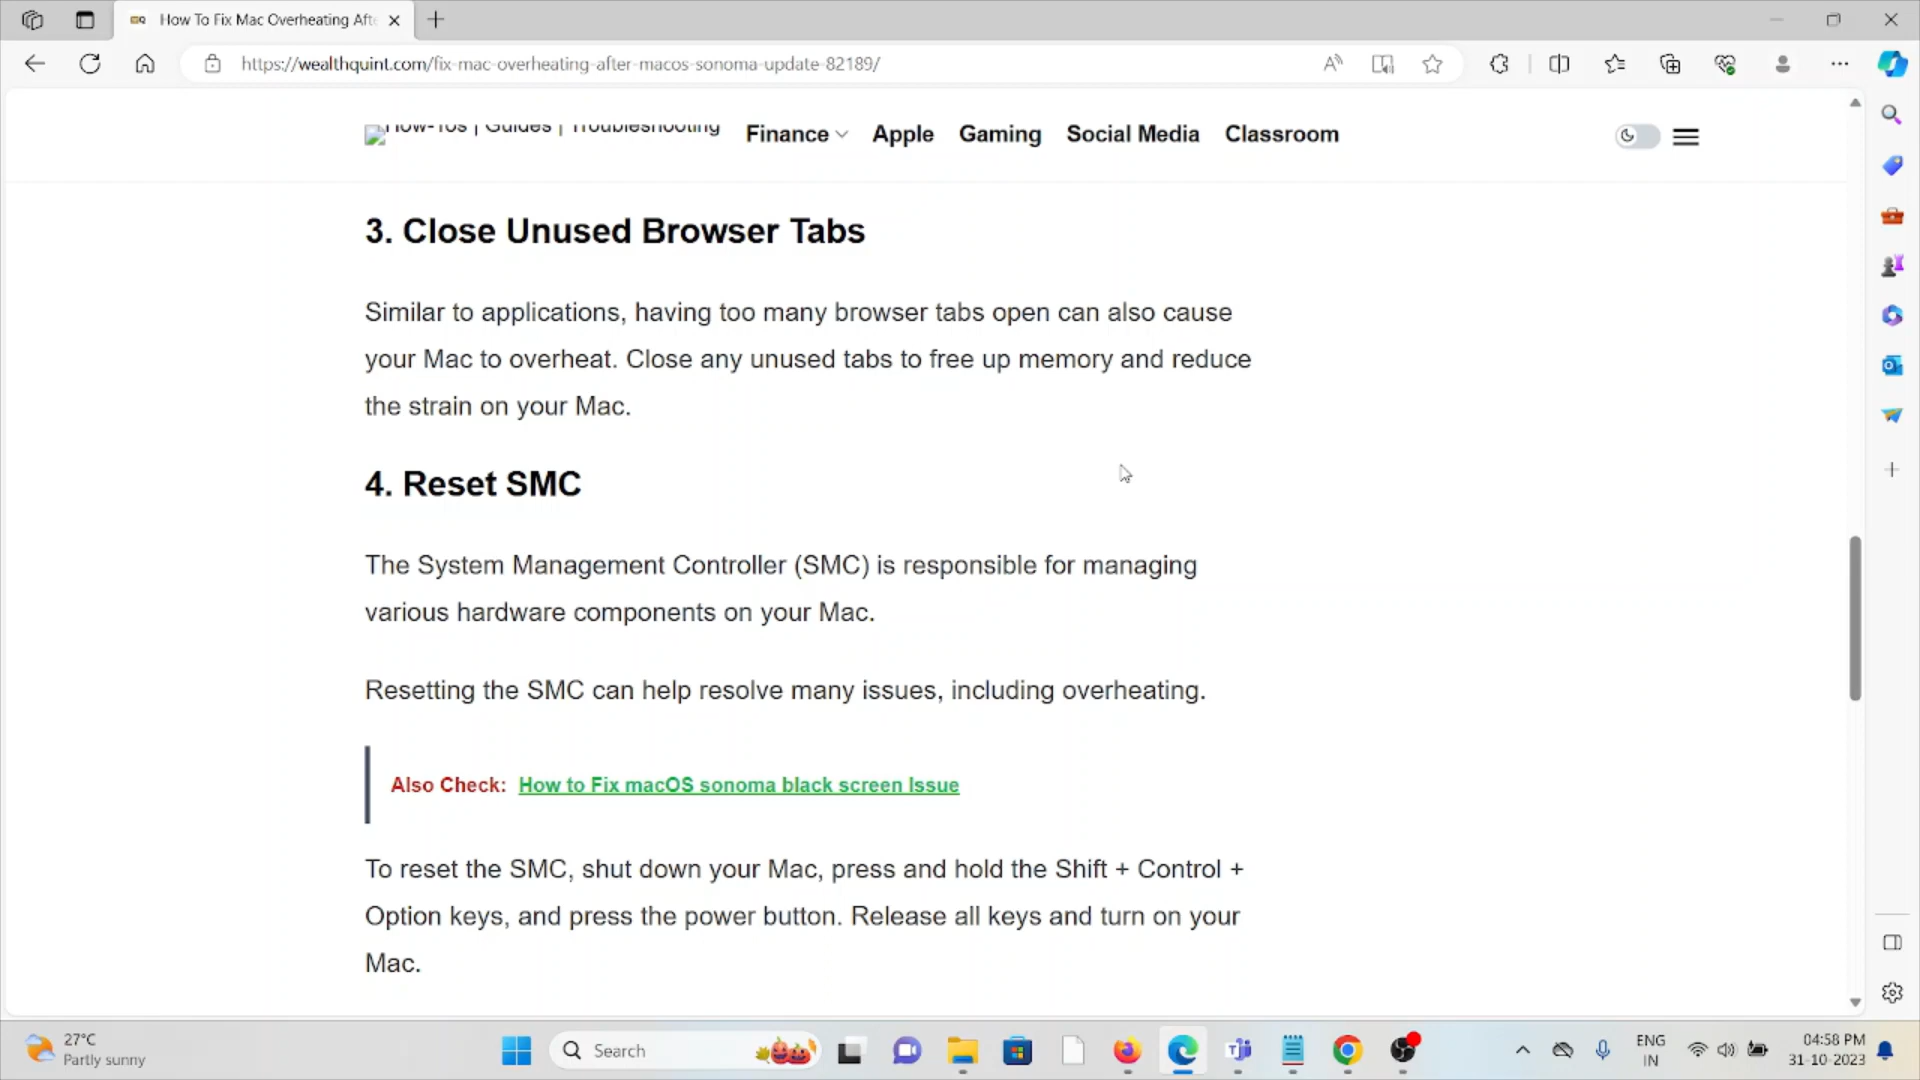 How To Fix Mac Overheating Afte
https://wealthquint.com/fix-mac-overheating-after-macos-sonoma-update-82189/
How-Tos | Guides | Troubleshooting
Finance
Apple
Gaming
Social Media
Classroom
3. Close Unused Browser Tabs
Similar to applications, having too many browser tabs open can also cause
your Mac to overheat. Close any unused tabs to free up memory and reduce
the strain on your Mac.
4. Reset SMC
The System Management Controller (SMC) is responsible for managing
various hardware components on your Mac.
Resetting the SMC can help resolve many issues, including overheating.
Also Check: How to Fix macOS sonoma black screen Issue
To reset the SMC, shut down your Mac, press and hold the Shift + Control +
Option keys, and press the power button. Release all keys and turn on your
Mac.
27°C
Partly sunny
Search
ENG
IN
04:58 PM
31-10-2023